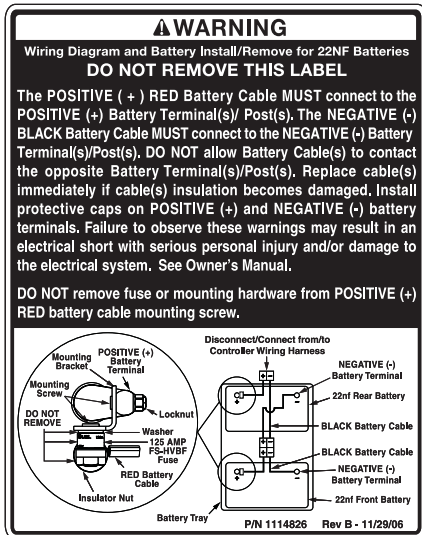 WARNING
Wiring Diagram and Battery Install/Remove for 22NF Batteries
DO NOT REMOVE THIS LABEL
The POSITIVE ( + ) RED Battery Cable MUST connect to the
POSITIVE (+) Battery Terminal(s)/ Post(s). The NEGATIVE (-)
BLACK Battery Cable MUST connect to the NEGATIVE (-) Battery
Terminal(s)/Post(s). DO NOT allow Battery Cable(s) to contact
the opposite Battery Terminal(s)/Post(s). Replace cable(s)
immediately if cable(s) insulation becomes damaged. Install
protective caps on POSITIVE (+) and NEGATIVE (-) battery
terminals. Failure to observe these warnings may result in an
electrical short with serious personal injury and/or damage to
the electrical system. See Owner's Manual.
DO NOT remove fuse or mounting hardware from POSITIVE (+)
RED battery cable mounting screw.
Mounting
Bracket
POSITIVE (+)
Battery
Terminal
Mounting
Screw
DO NOT
REMOVE
Locknut
Washer
125 AMP
FS-HVBF
Fuse
RED Battery
Cable
Insulator Nut
Disconnect/Connect from/to
Controller Wiring Harness
+ -
NEGATIVE (-)
Battery Terminal
22nf Rear Battery
+ -
BLACK Battery Cable
BLACK Battery Cable
NEGATIVE (-)
Battery Terminal
+ -
22nf Front Battery
Battery Tray
P/N 1114826 Rev B - 11/29/06